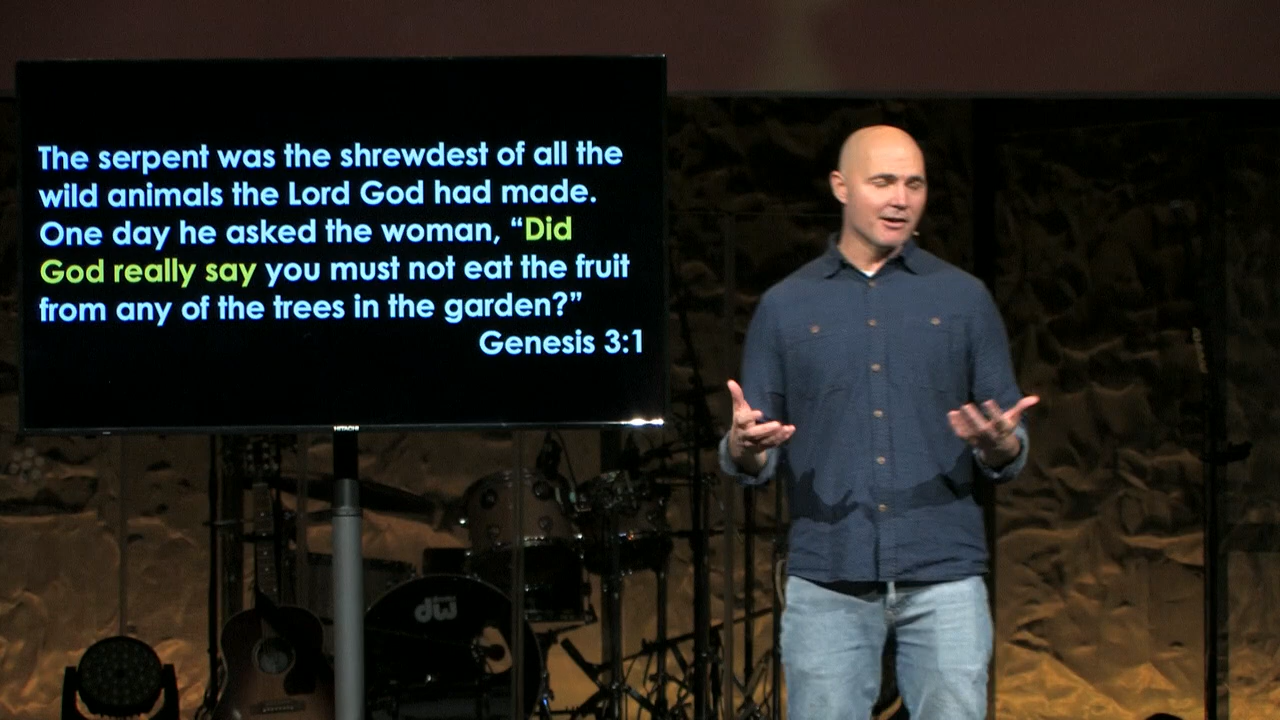 The serpent was the shrewdest of all the
wild animals the Lord God had made.
One day he asked the woman, “Did
God really say you must not eat the fruit
from any of the trees in the garden?”
Genesis 3:1
HITACHI
dw